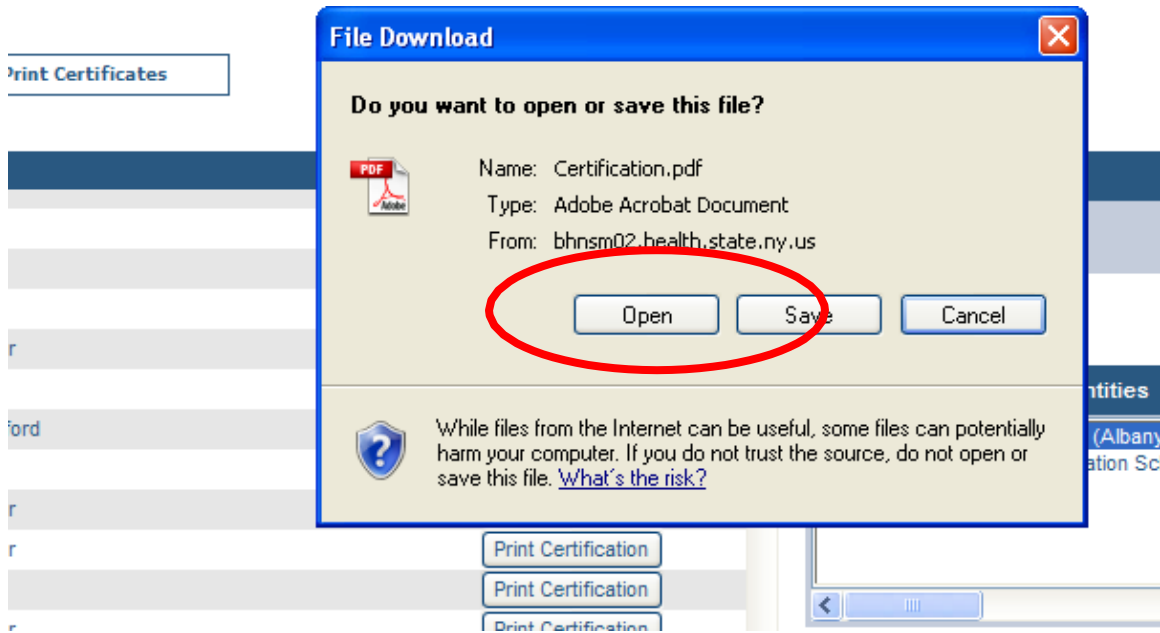 File Download
Print Certificates
Do you want to open or save this file?
PDF
Adobe
Name: Certification.pdf
Type: Adobe Acrobat Document
From: bhnsm02.health.state.ny.us
Open Save Cancel
r
ntities
ford
(Albany
ation Sc
While files from the Internet can be useful, some files can potentially
harm your computer. If you do not trust the source, do not open or
save this file. What's the risk?
r
r
Print Certification
Print Certification
r
Print Certification